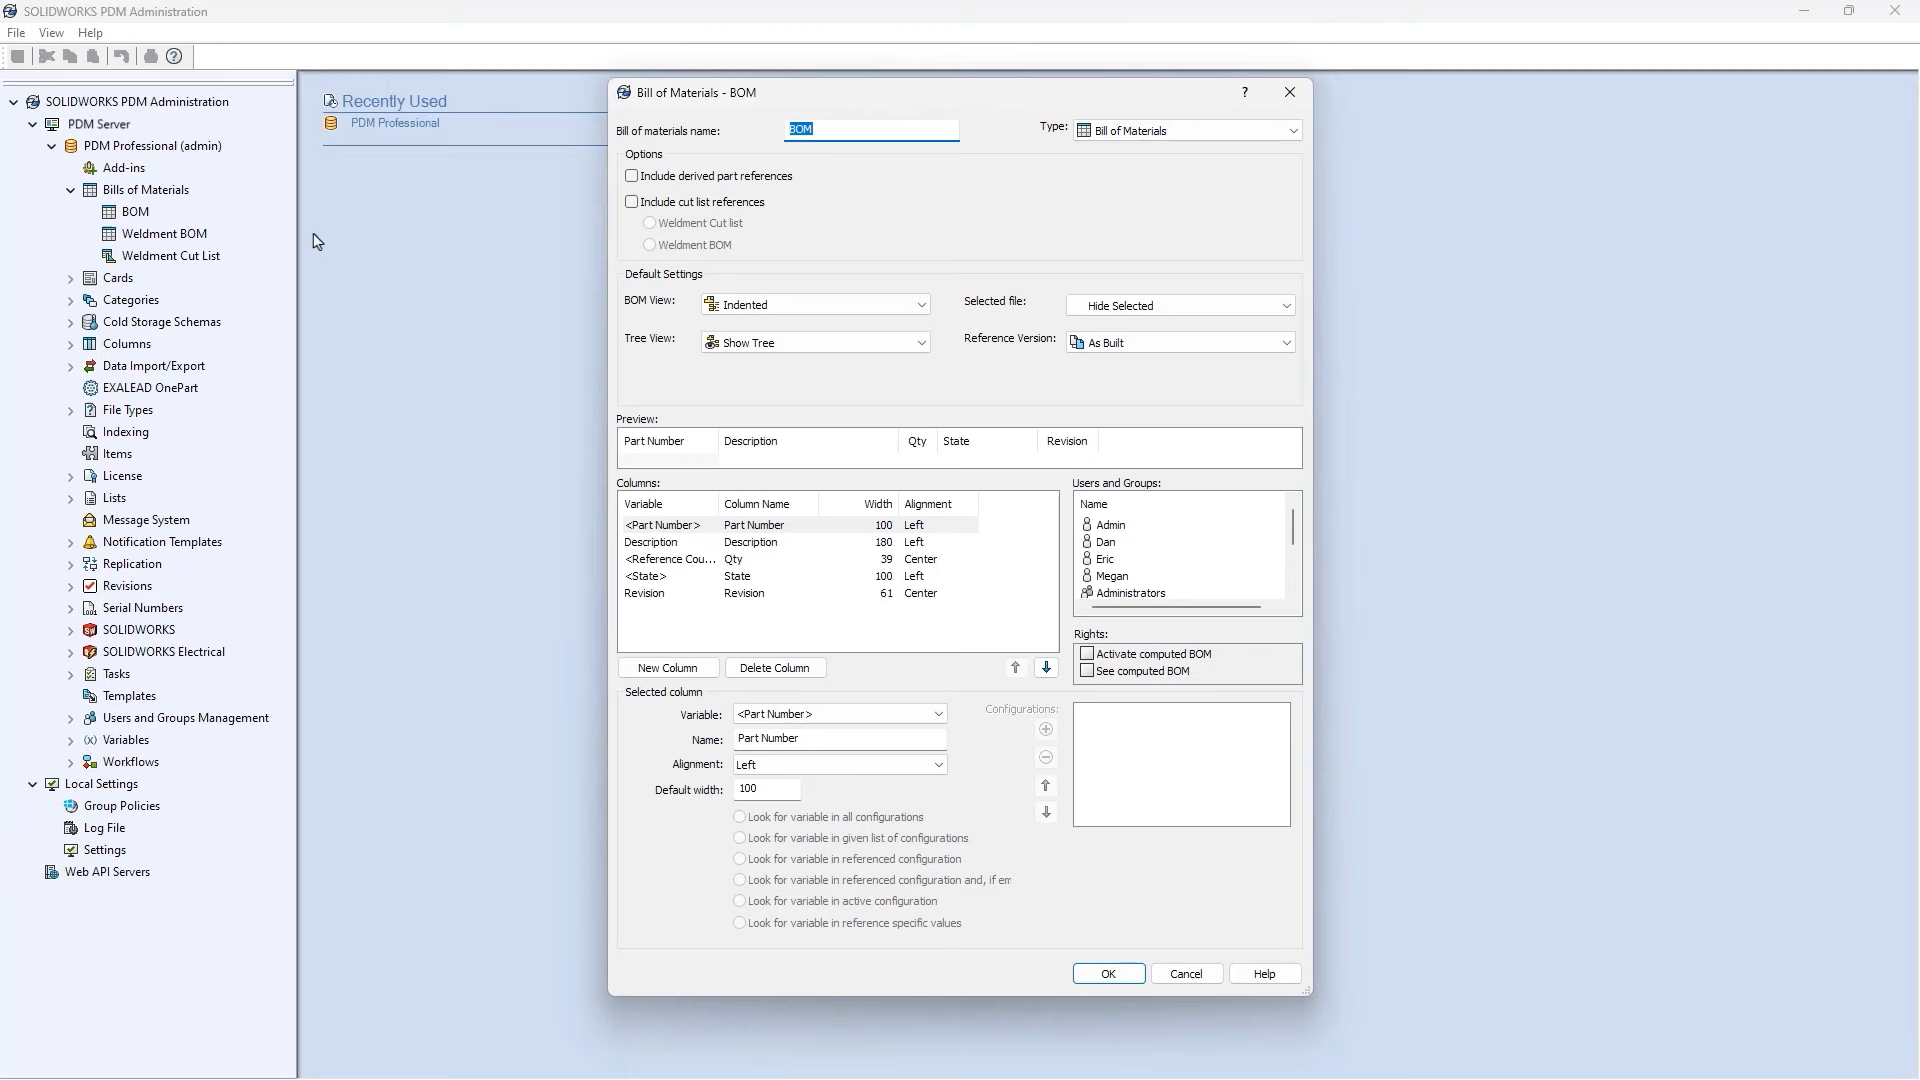 SOLIDWORKS PDM Administration
File View Help
SOLIDWORKS PDM Administration
PDM Server
PDM Professional (admin)
Add-ins
Bills of Materials
BOM
Weldment BOM
Weldment Cut List
Cards
Categories
Cold Storage Schemas
Columns
Data Import/Export
EXALEAD OnePart
File Types
Indexing
Items
License
Lists
Message System
Notification Templates
Replication
Revisions
Serial Numbers
SOLIDWORKS
SOLIDWORKS Electrical
Tasks
Templates
Users and Groups Management
Variables
Workflows
Local Settings
Group Policies
Log File
Settings
Web API Servers
Recently Used
PDM Professional
Bill of Materials - BOM
Bill of materials name: BOM Type: Bill of Materials
Options
Include derived part references
Include cut list references
Weldment Cut list
Weldment BOM
Default Settings
BOM View: Indented Selected file: Hide Selected
Tree View: Show Tree Reference Version: As Built
Preview:
Part Number Description Qty State Revision
Columns:
Variable Column Name Width Alignment
<Part Number> Part Number 100 Left
Description Description 180 Left
<Reference Cou... Qty 39 Center
<State> State 100 Left
Revision Revision 61 Center
Users and Groups:
Name
Admin
Dan
Eric
Megan
Administrators
New Column Delete Column
Rights:
Activate computed BOM
See computed BOM
Selected column
Variable: <Part Number>
Name: Part Number
Alignment: Left
Default width: 100
Configurations:
Look for variable in all configurations
Look for variable in given list of configurations
Look for variable in referenced configuration
Look for variable in referenced configuration and, if em
Look for variable in active configuration
Look for variable in reference specific values
OK Cancel Help